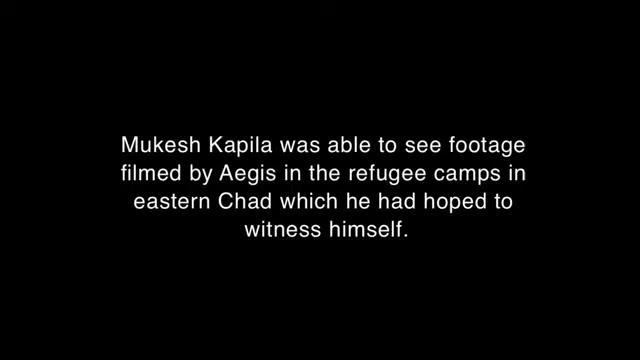 Mukesh Kapila was able to see footage
filmed by Aegis in the refugee camps in
eastern Chad which he had hoped to
witness himself.